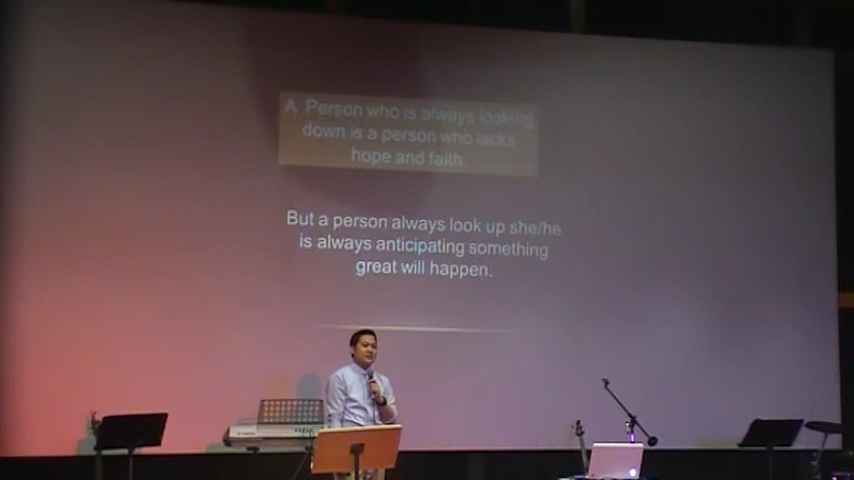 A Person who is always looking
down is a person who lacks
hope and faith.
But a person always look up she/he
is always anticipating something
great will happen.